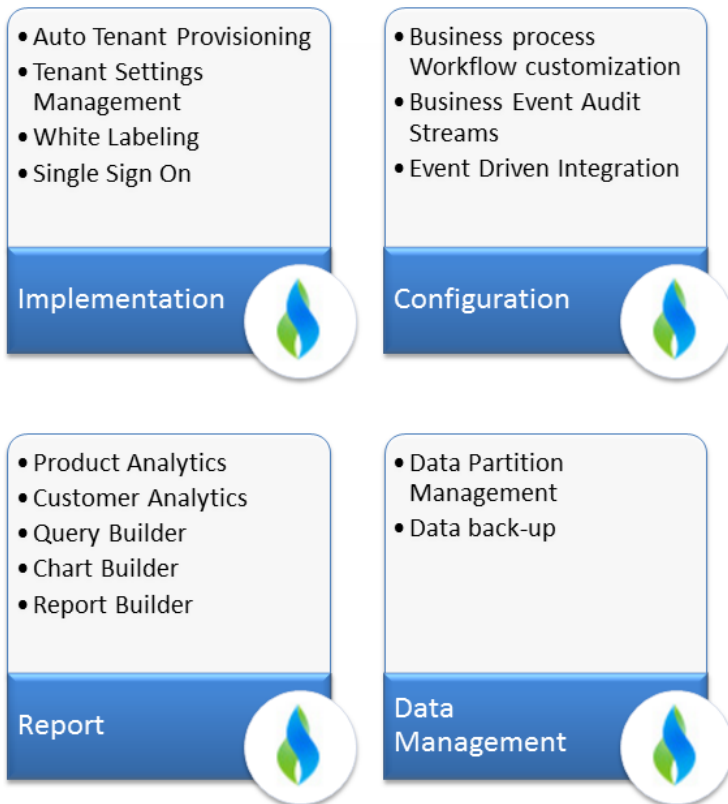 • Auto Tenant Provisioning
• Tenant Settings
Management
• White Labeling
• Single Sign On
Implementation
• Business process
Workflow customization
• Business Event Audit
Streams
• Event Driven Integration
Configuration
• Product Analytics
• Customer Analytics
• Query Builder
• Chart Builder
• Report Builder
Report
• Data Partition
Management
• Data back-up
Data
Management